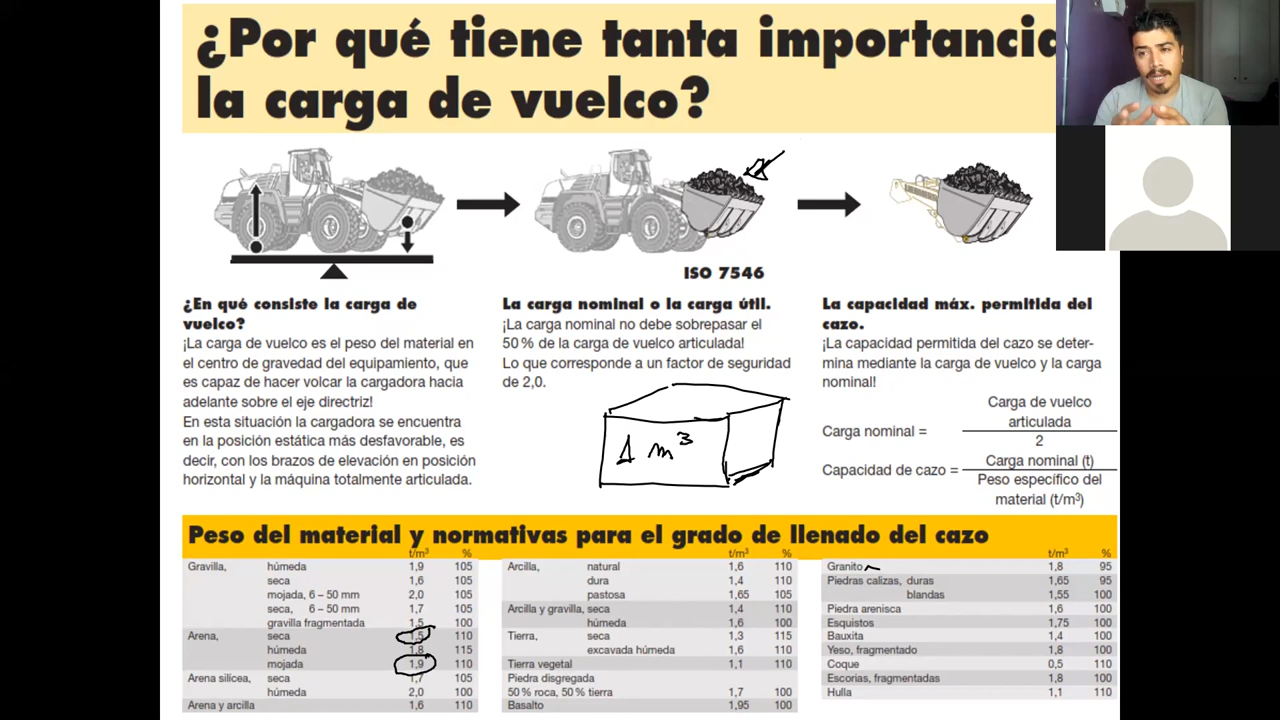 ¿Por qué tiene tanta importancia
la carga de vuelco?
ISO 7546
¿En qué consiste la carga de
vuelco?
¡La carga de vuelco es el peso del material en
el centro de gravedad del equipamiento, que
es capaz de hacer volcar la cargadora hacia
adelante sobre el eje directriz!
En esta situación la cargadora se encuentra
en la posición estática más desfavorable, es
decir, con los brazos de elevación en posición
horizontal y la máquina totalmente articulada.
La carga nominal o la carga útil.
¡La carga nominal no debe sobrepasar el
50 % de la carga de vuelco articulada!
Lo que corresponde a un factor de seguridad
de 2,0.
1 m³
La capacidad máx. permitida del
cazo.
¡La capacidad permitida del cazo se deter-
mina mediante la carga de vuelco y la carga
nominal!
Carga nominal = Carga de vuelco
articulada
2
Capacidad de cazo = Carga nominal (t)
Peso específico del
material (t/m³)
Peso del material y normativas para el grado de llenado del cazo
t/m³ %
Gravilla, húmeda 1,9 105
seca 1,6 105
mojada, 6 – 50 mm 2,0 105
seca, 6 – 50 mm 1,7 105
gravilla fragmentada 1,5 100
Arena, seca 1,5 110
húmeda 1,8 115
mojada 1,9 110
Arena silícea, seca 1,7 105
húmeda 2,0 100
Arena y arcilla 1,6 110
t/m³ %
Arcilla, natural 1,6 110
dura 1,4 110
pastosa 1,65 105
Arcilla y gravilla, seca 1,4 110
húmeda 1,6 100
Tierra, seca 1,3 115
excavada húmeda 1,6 110
Tierra vegetal 1,1 110
Piedra disgregada
50 % roca, 50 % tierra 1,7 100
Basalto 1,95 100
t/m³ %
Granito 1,8 95
Piedras calizas, duras 1,65 95
blandas 1,55 100
Piedra arenisca 1,6 100
Esquistos 1,75 100
Bauxita 1,4 100
Yeso, fragmentado 1,8 100
Coque 0,5 110
Escorias, fragmentadas 1,8 100
Hulla 1,1 110